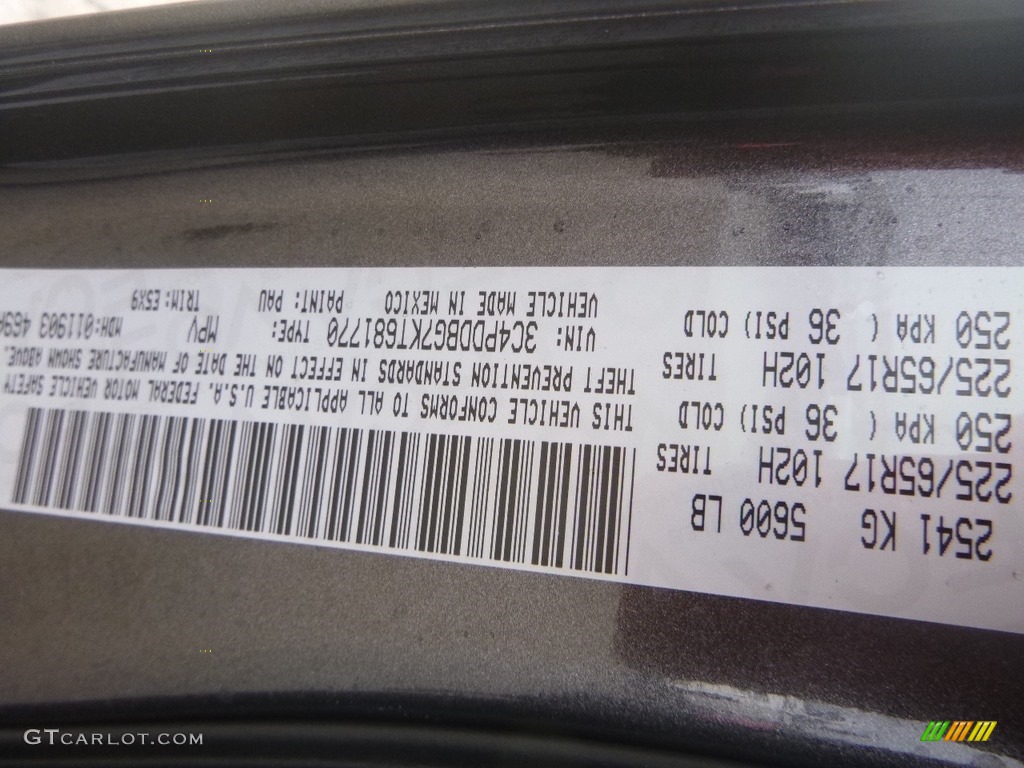 2541 KG 5600 LB
225/65R17 102H TIRES
250 KPA ( 36 PSI) COLD
225/65R17 102H TIRES
250 KPA ( 36 PSI) COLD
THIS VEHICLE CONFORMS TO ALL APPLICABLE U.S.A. FEDERAL MOTOR VEHICLE SAFETY
THEFT PREVENTION STANDARDS IN EFFECT ON THE DATE OF MANUFACTURE SHOWN ABOVE.
VIN: 3C4PDDBG7KT681770 TYPE: MPV MDH:011903 469A
VEHICLE MADE IN MEXICO PAINT: PAU TRIM: E5X9
GTCARLOT.COM